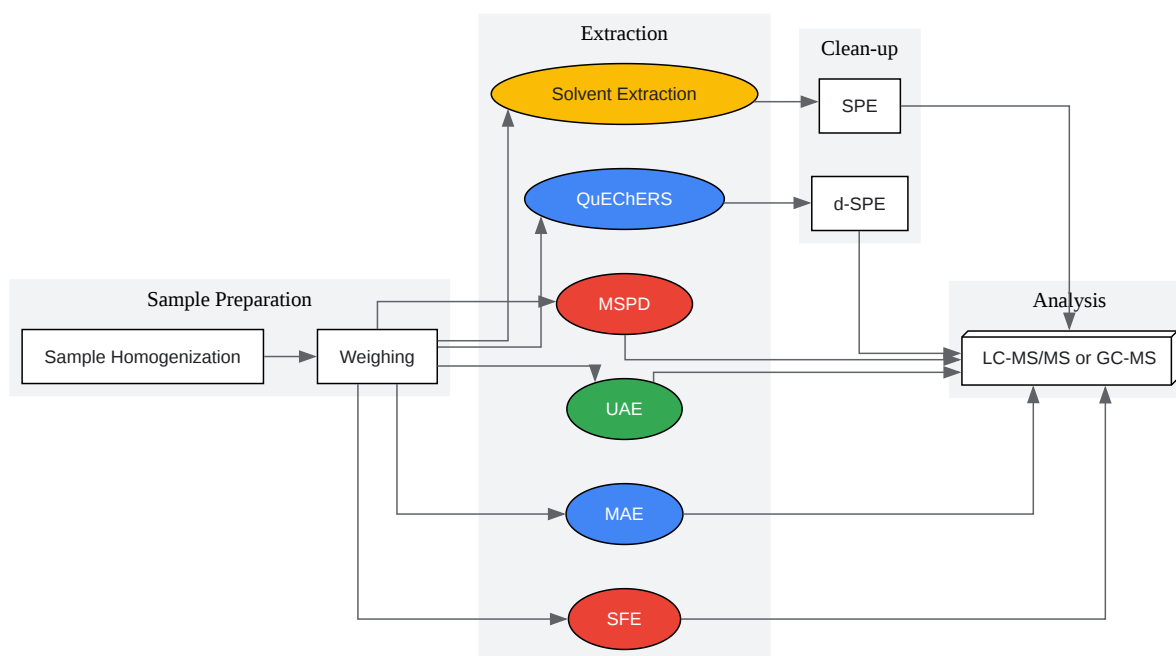 Extraction
Clean-up
Solvent Extraction
SPE
QuEChERS
d-SPE
Sample Preparation
MSPD
Analysis
Sample Homogenization
Weighing
LC-MS/MS or GC-MS
UAE
MAE
SFE